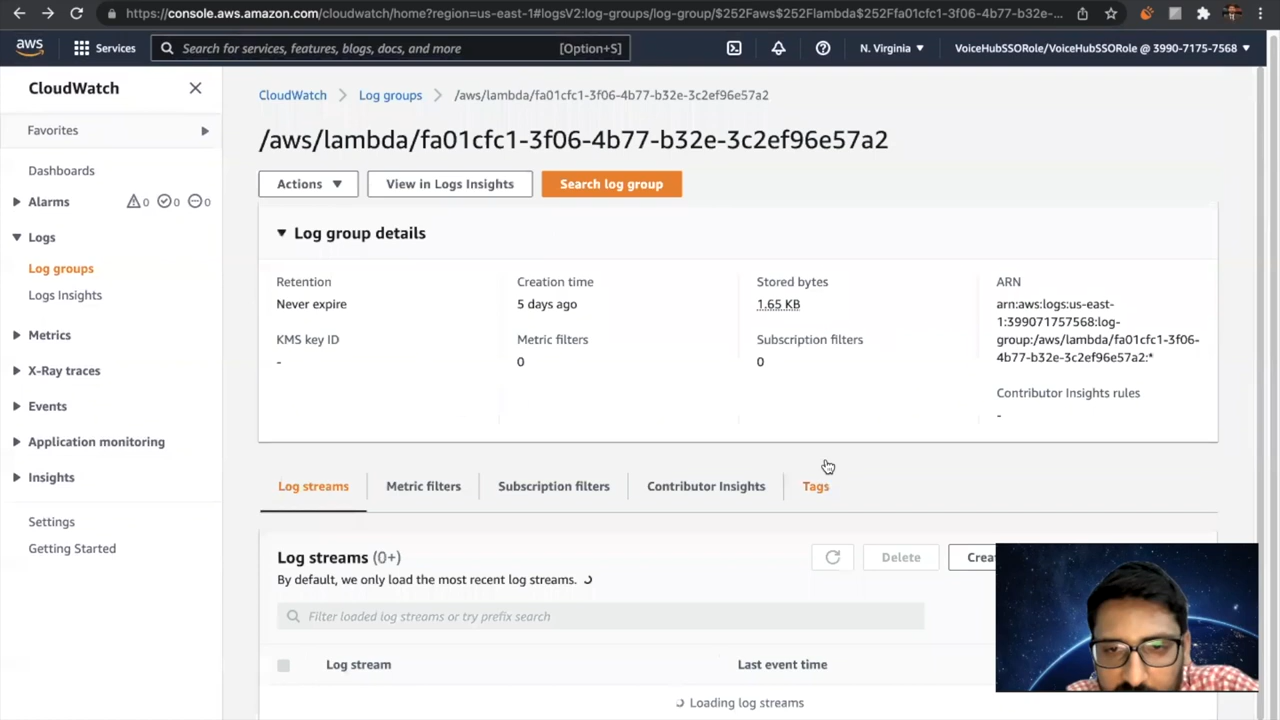 https://console.aws.amazon.com/cloudwatch/home?region=us-east-1#logsV2:log-groups/log-group/$252Faws$252Flambda$252Ffa01cfc1-3f06-4b77-b32e-...
aws
Services
Search for services, features, blogs, docs, and more
[Option+S]
N. Virginia
VoiceHubSSORole/VoiceHubSSORole @ 3990-7175-7568
CloudWatch
Favorites
Dashboards
Alarms
0
0
0
Logs
Log groups
Logs Insights
Metrics
X-Ray traces
Events
Application monitoring
Insights
Settings
Getting Started
CloudWatch
Log groups
/aws/lambda/fa01cfc1-3f06-4b77-b32e-3c2ef96e57a2
/aws/lambda/fa01cfc1-3f06-4b77-b32e-3c2ef96e57a2
Actions
View in Logs Insights
Search log group
Log group details
Retention
Never expire
KMS key ID
-
Creation time
5 days ago
Metric filters
0
Stored bytes
1.65 KB
Subscription filters
0
ARN
arn:aws:logs:us-east-
1:399071757568:log-
group:/aws/lambda/fa01cfc1-3f06-
4b77-b32e-3c2ef96e57a2:*
Contributor Insights rules
-
Log streams
Metric filters
Subscription filters
Contributor Insights
Tags
Log streams (0+)
By default, we only load the most recent log streams.
Delete
Crea
Filter loaded log streams or try prefix search
Log stream
Last event time
Loading log streams